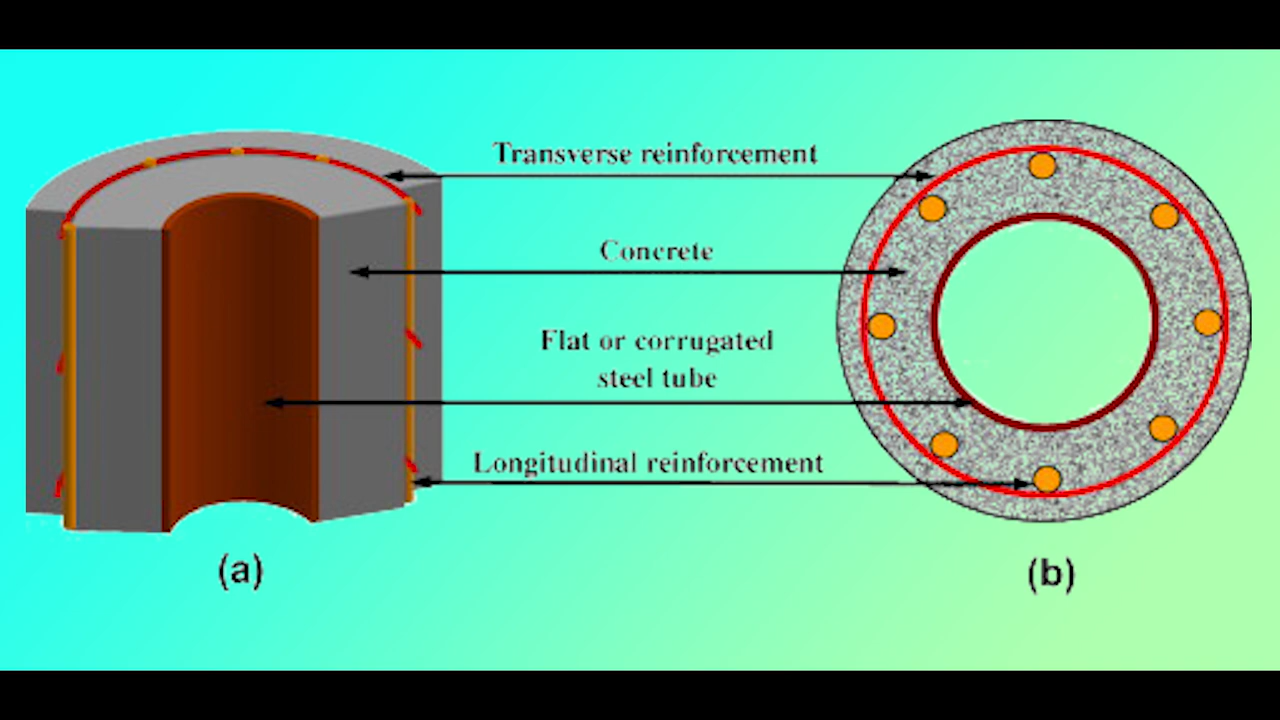 Transverse reinforcement
Concrete
Flat or corrugated
steel tube
Longitudinal reinforcement
(a)
(b)